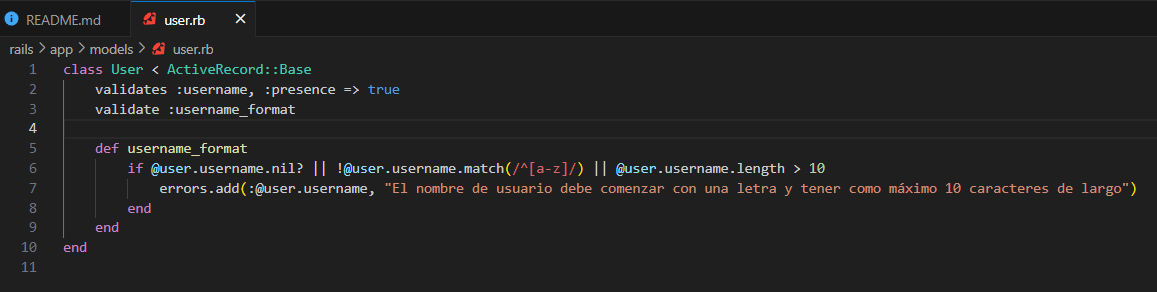 README.md user.rb
rails > app > models > user.rb
1 class User < ActiveRecord::Base
2     validates :username, :presence => true
3     validate :username_format
4
5     def username_format
6         if @user.username.nil? || !@user.username.match(/^[a-z]/) || @user.username.length > 10
7             errors.add(:@user.username, "El nombre de usuario debe comenzar con una letra y tener como máximo 10 caracteres de largo")
8         end
9     end
10 end
11